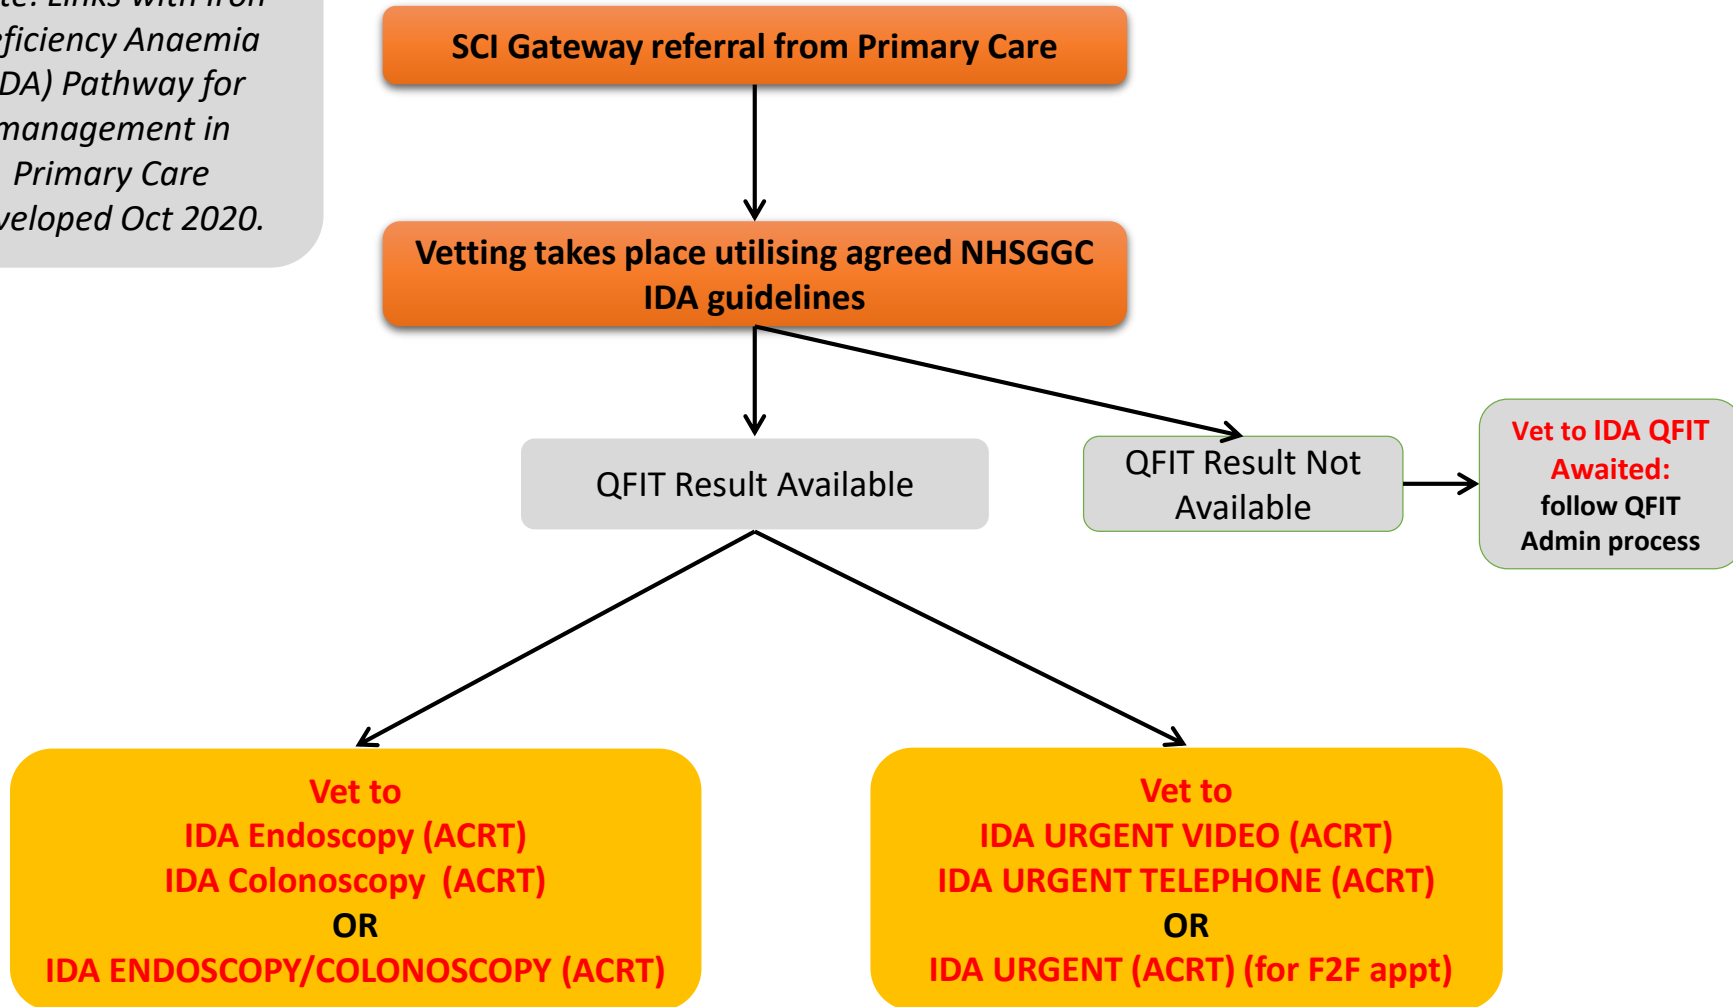 Links with Iron
Anaemia
Pathway for
management in
Primary Care
Oct 2020.
SCI Gateway referral from Primary Care
Vetting takes place utilising agreed NHSGGC
IDA guidelines
QFIT Result Available
QFIT Result Not
Available
Vet to IDA QFIT
Awaited:
follow QFIT
Admin process
Vet to
IDA Endoscopy (ACRT)
IDA Colonoscopy (ACRT)
OR
IDA ENDOSCOPY/COLONOSCOPY (ACRT)
Vet to
IDA URGENT VIDEO (ACRT)
IDA URGENT TELEPHONE (ACRT)
OR
IDA URGENT (ACRT) (for F2F appt)